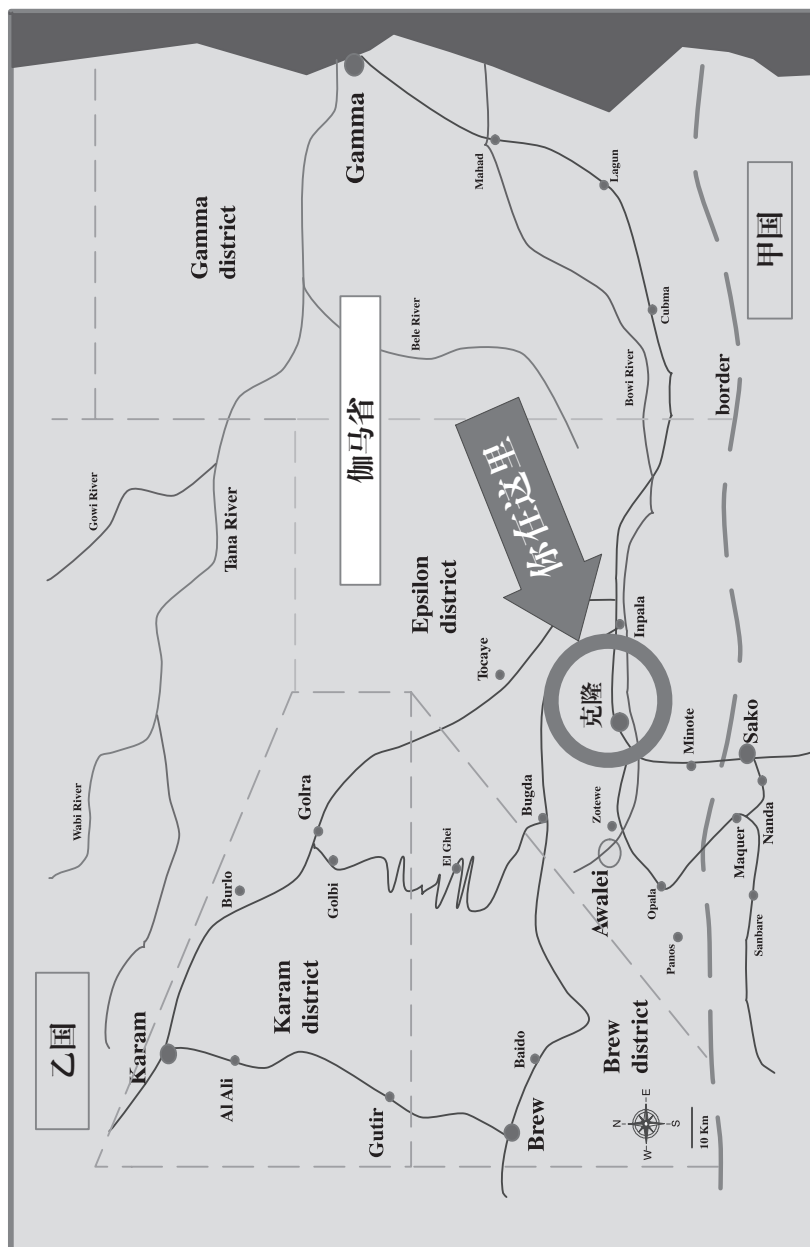 乙国
Wabi River
Gowi River
Karam
Gamma
district
Burlo
Al Ali
Tana River
Karam
district
Golra
Golbi
Gamma
伽马省
Gutir
Bele River
Epsilon
district
El Ghei
Mahad
Tocaye
你在这里
Baido
Bugda
Brew
克隆
Zotewe
Awalei
Brew
district
Lagun
N
W E
S
Bowi River
Inpala
Opala
Cubma
Panos
Minote
10 Km
border
Maquer
Sako
Sanbare
Nanda
甲国